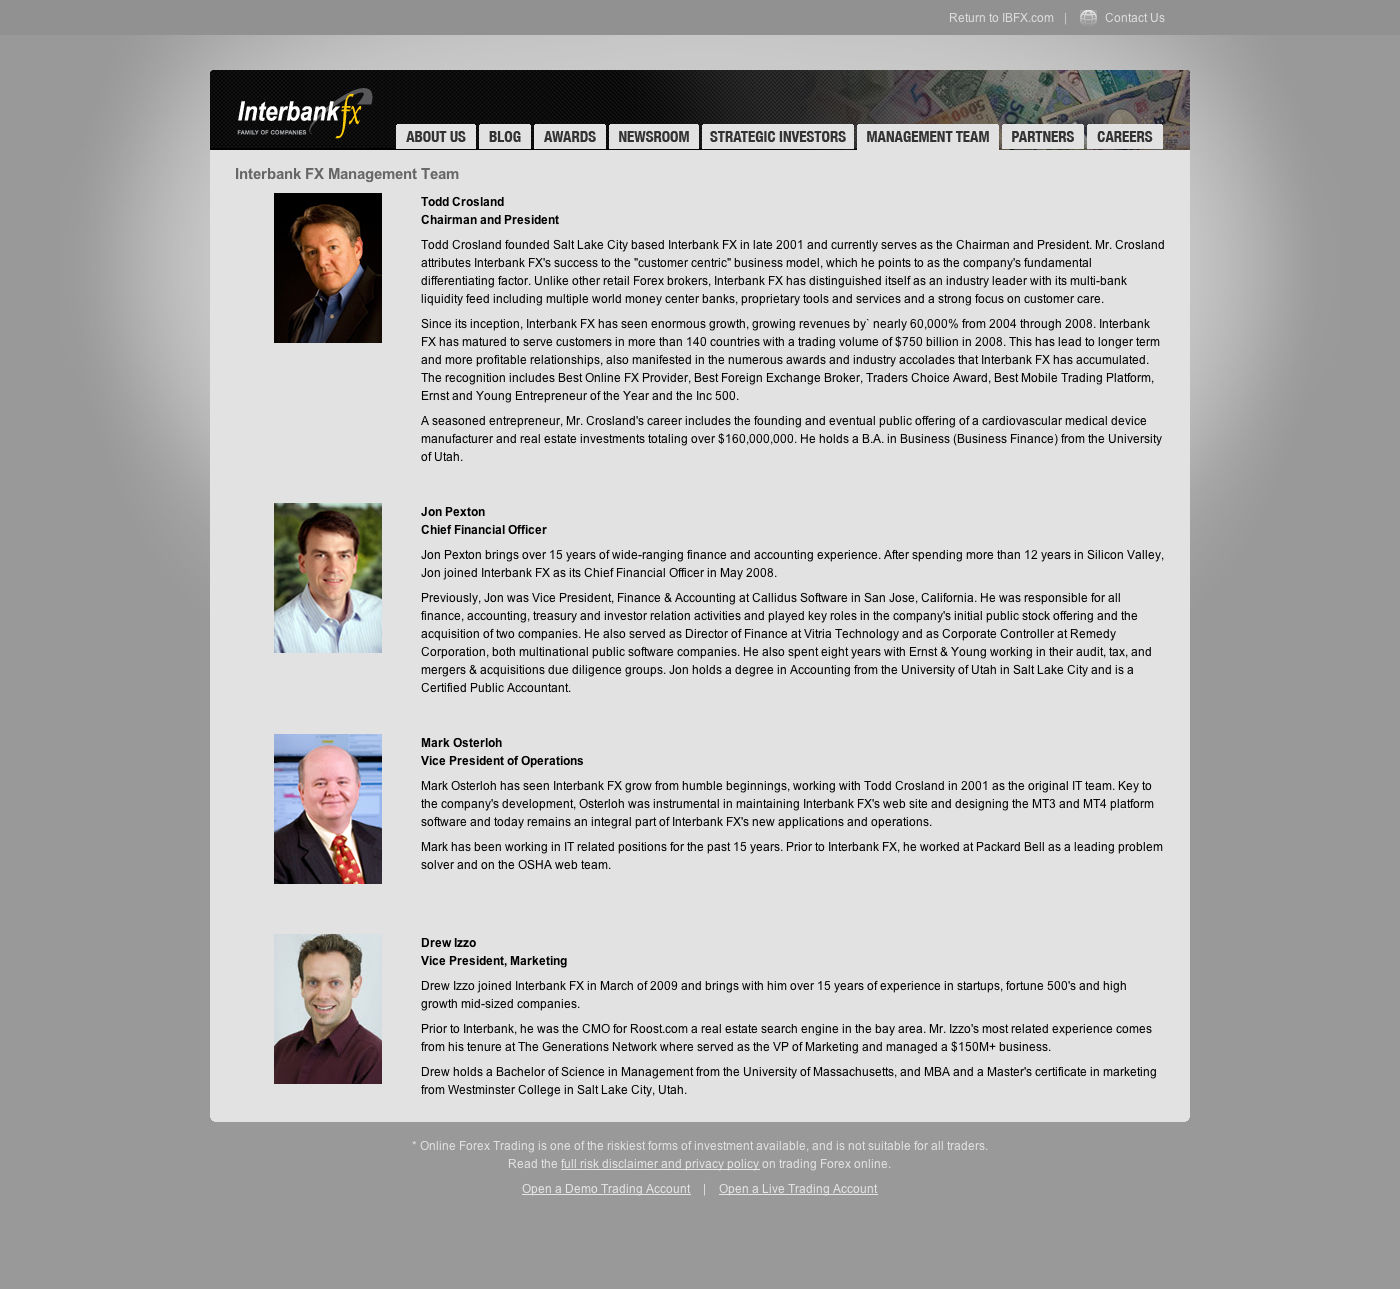 Return to IBFX.com | Contact Us
Interbankfx
FAMILY OF COMPANIES
ABOUT US BLOG AWARDS NEWSROOM STRATEGIC INVESTORS MANAGEMENT TEAM PARTNERS CAREERS
Interbank FX Management Team
Todd Crosland
Chairman and President
Todd Crosland founded Salt Lake City based Interbank FX in late 2001 and currently serves as the Chairman and President. Mr. Crosland
attributes Interbank FX's success to the "customer centric" business model, which he points to as the company's fundamental
differentiating factor. Unlike other retail Forex brokers, Interbank FX has distinguished itself as an industry leader with its multi-bank
liquidity feed including multiple world money center banks, proprietary tools and services and a strong focus on customer care.
Since its inception, Interbank FX has seen enormous growth, growing revenues by` nearly 60,000% from 2004 through 2008. Interbank
FX has matured to serve customers in more than 140 countries with a trading volume of $750 billion in 2008. This has lead to longer term
and more profitable relationships, also manifested in the numerous awards and industry accolades that Interbank FX has accumulated.
The recognition includes Best Online FX Provider, Best Foreign Exchange Broker, Traders Choice Award, Best Mobile Trading Platform,
Ernst and Young Entrepreneur of the Year and the Inc 500.
A seasoned entrepreneur, Mr. Crosland's career includes the founding and eventual public offering of a cardiovascular medical device
manufacturer and real estate investments totaling over $160,000,000. He holds a B.A. in Business (Business Finance) from the University
of Utah.
Jon Pexton
Chief Financial Officer
Jon Pexton brings over 15 years of wide-ranging finance and accounting experience. After spending more than 12 years in Silicon Valley,
Jon joined Interbank FX as its Chief Financial Officer in May 2008.
Previously, Jon was Vice President, Finance & Accounting at Callidus Software in San Jose, California. He was responsible for all
finance, accounting, treasury and investor relation activities and played key roles in the company's initial public stock offering and the
acquisition of two companies. He also served as Director of Finance at Vitria Technology and as Corporate Controller at Remedy
Corporation, both multinational public software companies. He also spent eight years with Ernst & Young working in their audit, tax, and
mergers & acquisitions due diligence groups. Jon holds a degree in Accounting from the University of Utah in Salt Lake City and is a
Certified Public Accountant.
Mark Osterloh
Vice President of Operations
Mark Osterloh has seen Interbank FX grow from humble beginnings, working with Todd Crosland in 2001 as the original IT team. Key to
the company's development, Osterloh was instrumental in maintaining Interbank FX's web site and designing the MT3 and MT4 platform
software and today remains an integral part of Interbank FX's new applications and operations.
Mark has been working in IT related positions for the past 15 years. Prior to Interbank FX, he worked at Packard Bell as a leading problem
solver and on the OSHA web team.
Drew Izzo
Vice President, Marketing
Drew Izzo joined Interbank FX in March of 2009 and brings with him over 15 years of experience in startups, fortune 500's and high
growth mid-sized companies.
Prior to Interbank, he was the CMO for Roost.com a real estate search engine in the bay area. Mr. Izzo's most related experience comes
from his tenure at The Generations Network where served as the VP of Marketing and managed a $150M+ business.
Drew holds a Bachelor of Science in Management from the University of Massachusetts, and MBA and a Master's certificate in marketing
from Westminster College in Salt Lake City, Utah.
* Online Forex Trading is one of the riskiest forms of investment available, and is not suitable for all traders.
Read the full risk disclaimer and privacy policy on trading Forex online.
Open a Demo Trading Account | Open a Live Trading Account